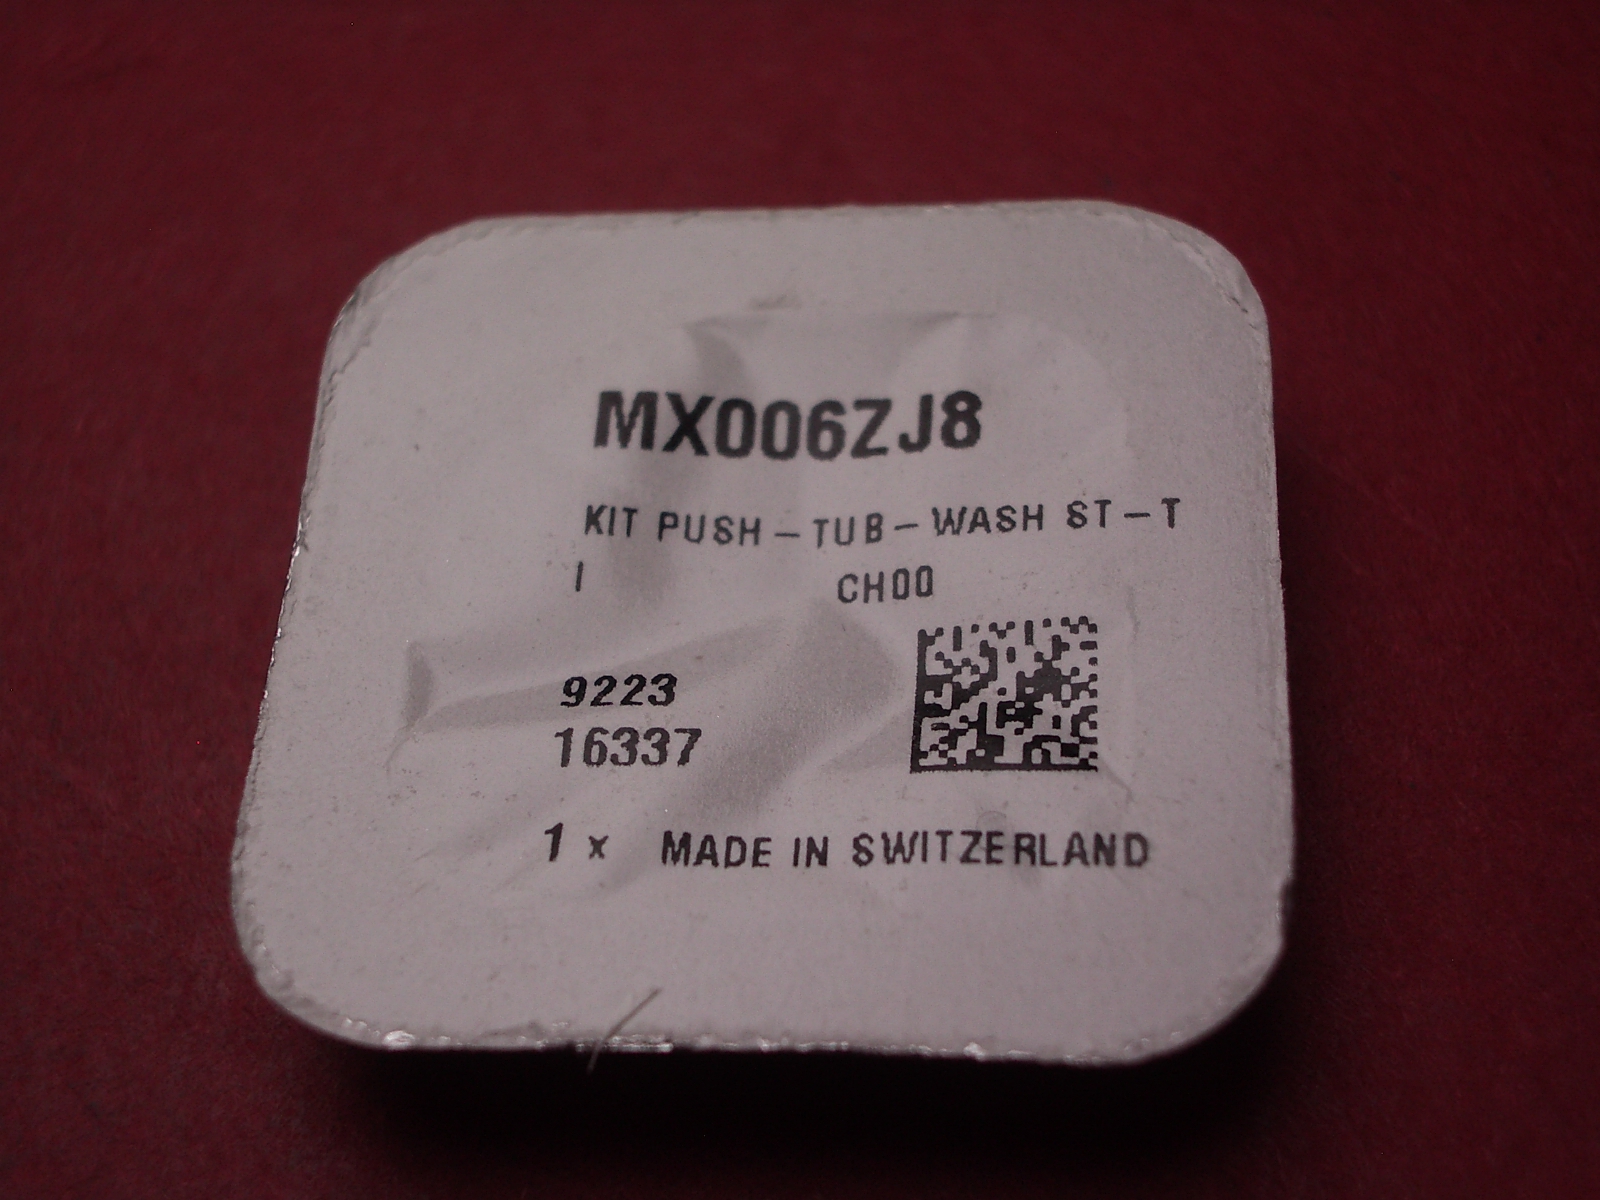 MX006ZJ8
KIT PUSH-TUB-WASH ST-T
I CH00
9223
16337
1 x MADE IN SWITZERLAND